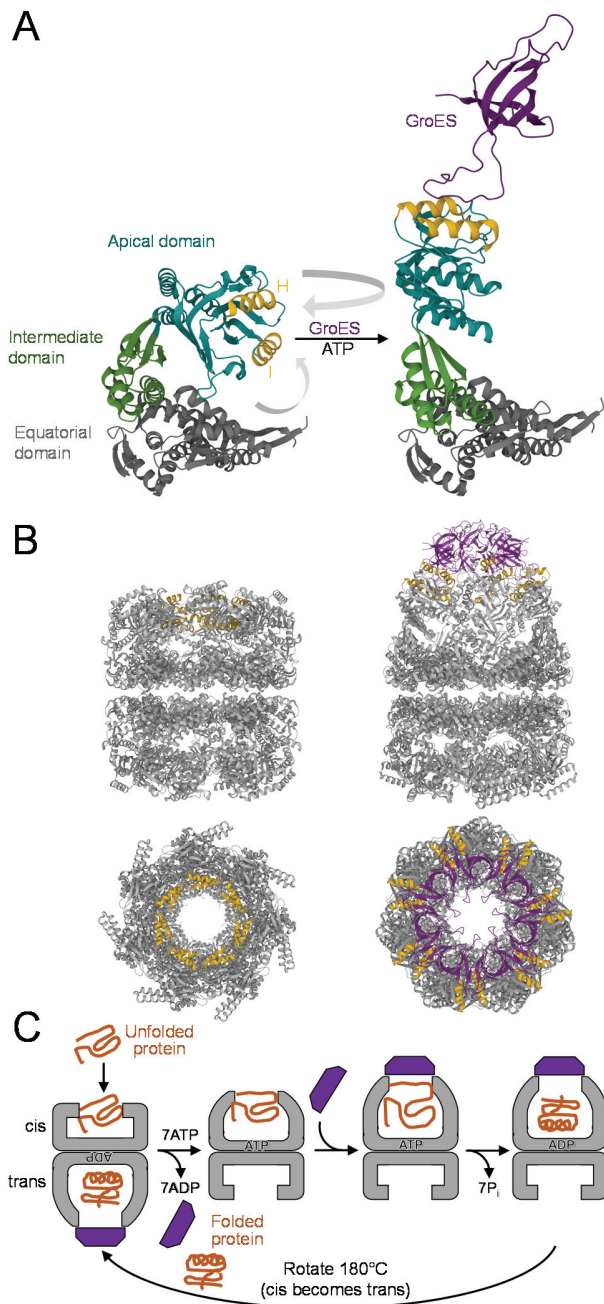 A
GroES
Apical domain
H
I
GroES
ATP
Intermediate
domain
Equatorial
domain
B
C
Unfolded
protein
cis
trans
ADP
7ATP
7ADP
ATP
ATP
7Pi
ADP
Folded
protein
Rotate 180°C
(cis becomes trans)